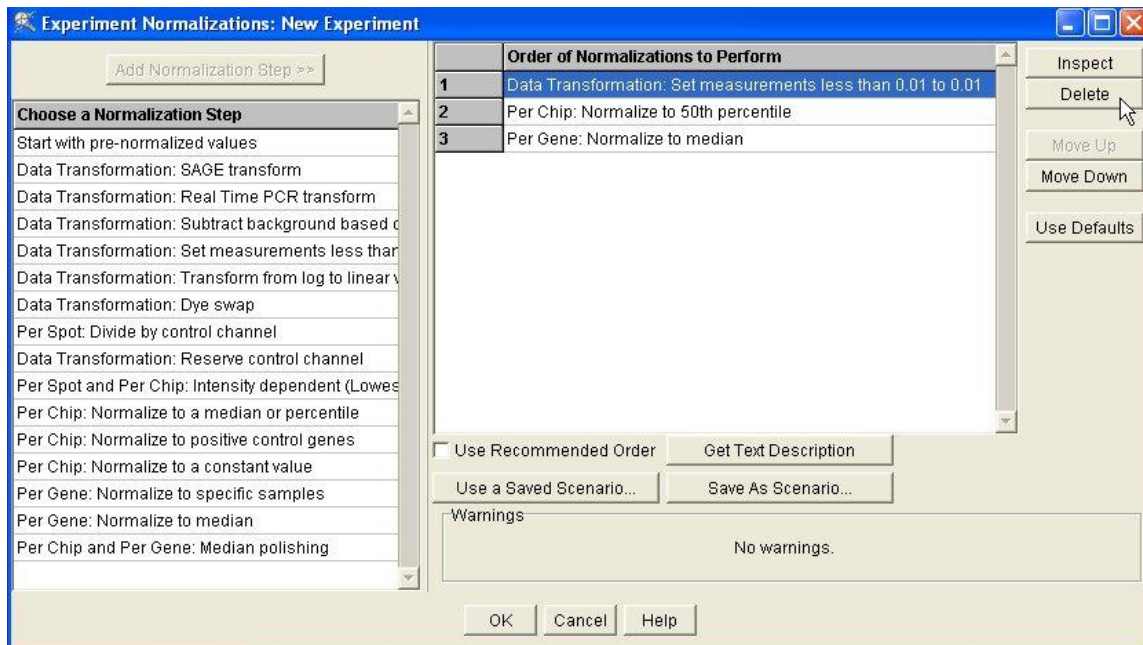 Experiment Normalizations: New Experiment
Add Normalization Step >>
Choose a Normalization Step
Start with pre-normalized values
Data Transformation: SAGE transform
Data Transformation: Real Time PCR transform
Data Transformation: Subtract background based
Data Transformation: Set measurements less than
Data Transformation: Transform from log to linear
Data Transformation: Dye swap
Per Spot: Divide by control channel
Data Transformation: Reserve control channel
Per Spot and Per Chip: Intensity dependent (Lowes
Per Chip: Normalize to a median or percentile
Per Chip: Normalize to positive control genes
Per Chip: Normalize to a constant value
Per Gene: Normalize to specific samples
Per Gene: Normalize to median
Per Chip and Per Gene: Median polishing
Order of Normalizations to Perform
1 Data Transformation: Set measurements less than 0.01 to 0.01
2 Per Chip: Normalize to 50th percentile
3 Per Gene: Normalize to median
Inspect
Delete
Move Up
Move Down
Use Defaults
Use Recommended Order
Get Text Description
Use a Saved Scenario...
Save As Scenario...
Warnings
No warnings.
OK
Cancel
Help